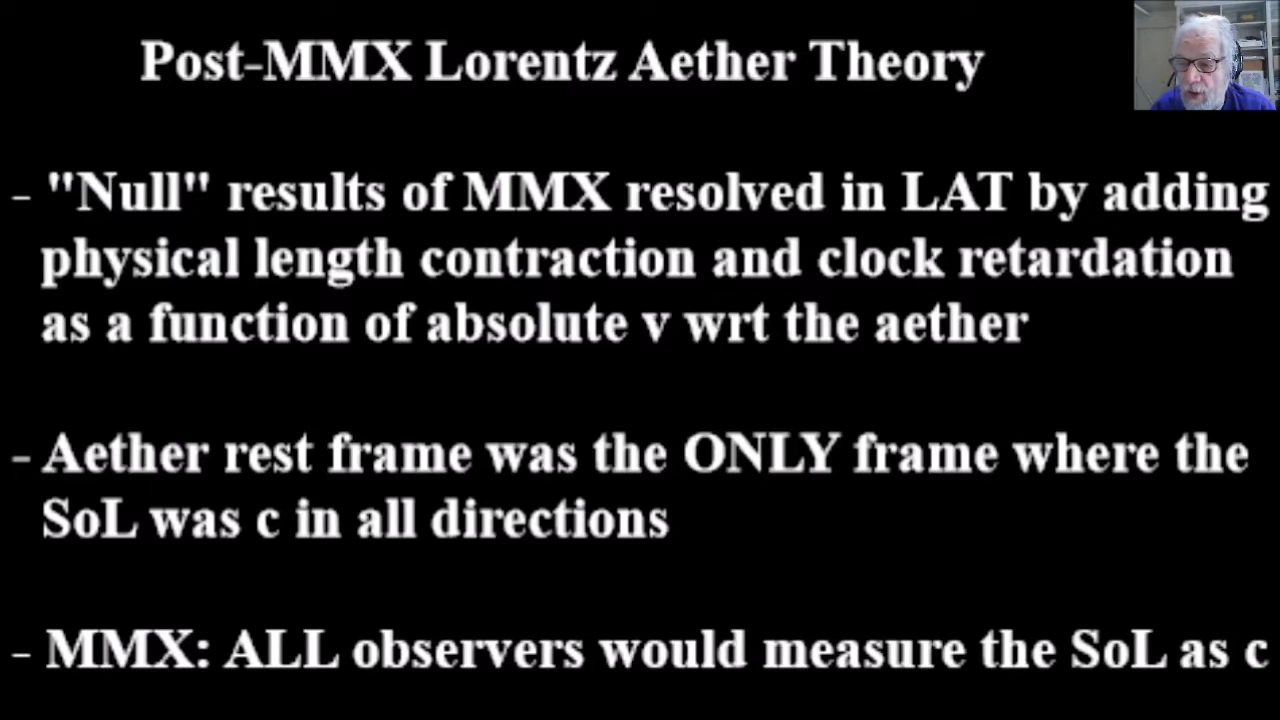 Post-MMX Lorentz Aether Theory
- "Null" results of MMX resolved in LAT by adding
physical length contraction and clock retardation
as a function of absolute v wrt the aether
- Aether rest frame was the ONLY frame where the
SoL was c in all directions
- MMX: ALL observers would measure the SoL as c